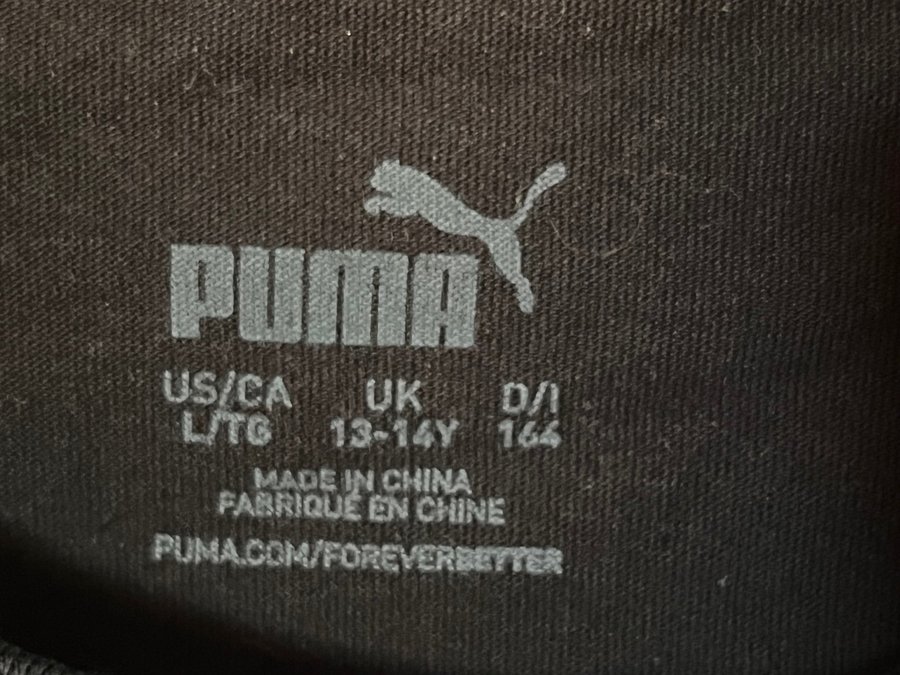 PUMA
US/CA UK D/I
L/TG 13-14Y 164
MADE IN CHINA
FABRIQUÉ EN CHINE
PUMA.COM/FOREVERBETTER